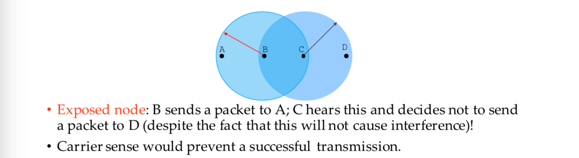 A B C D
• Exposed node: B sends a packet to A; C hears this and decides not to send
a packet to D (despite the fact that this will not cause interference)!
• Carrier sense would prevent a successful transmission.